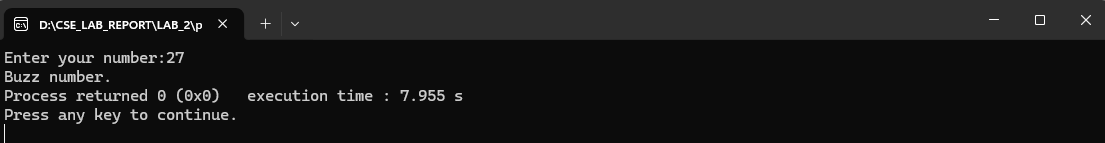 D:\CSE_LAB_REPORT\LAB_2\p
Enter your number:27
Buzz number.
Process returned 0 (0x0)   execution time : 7.955 s
Press any key to continue.